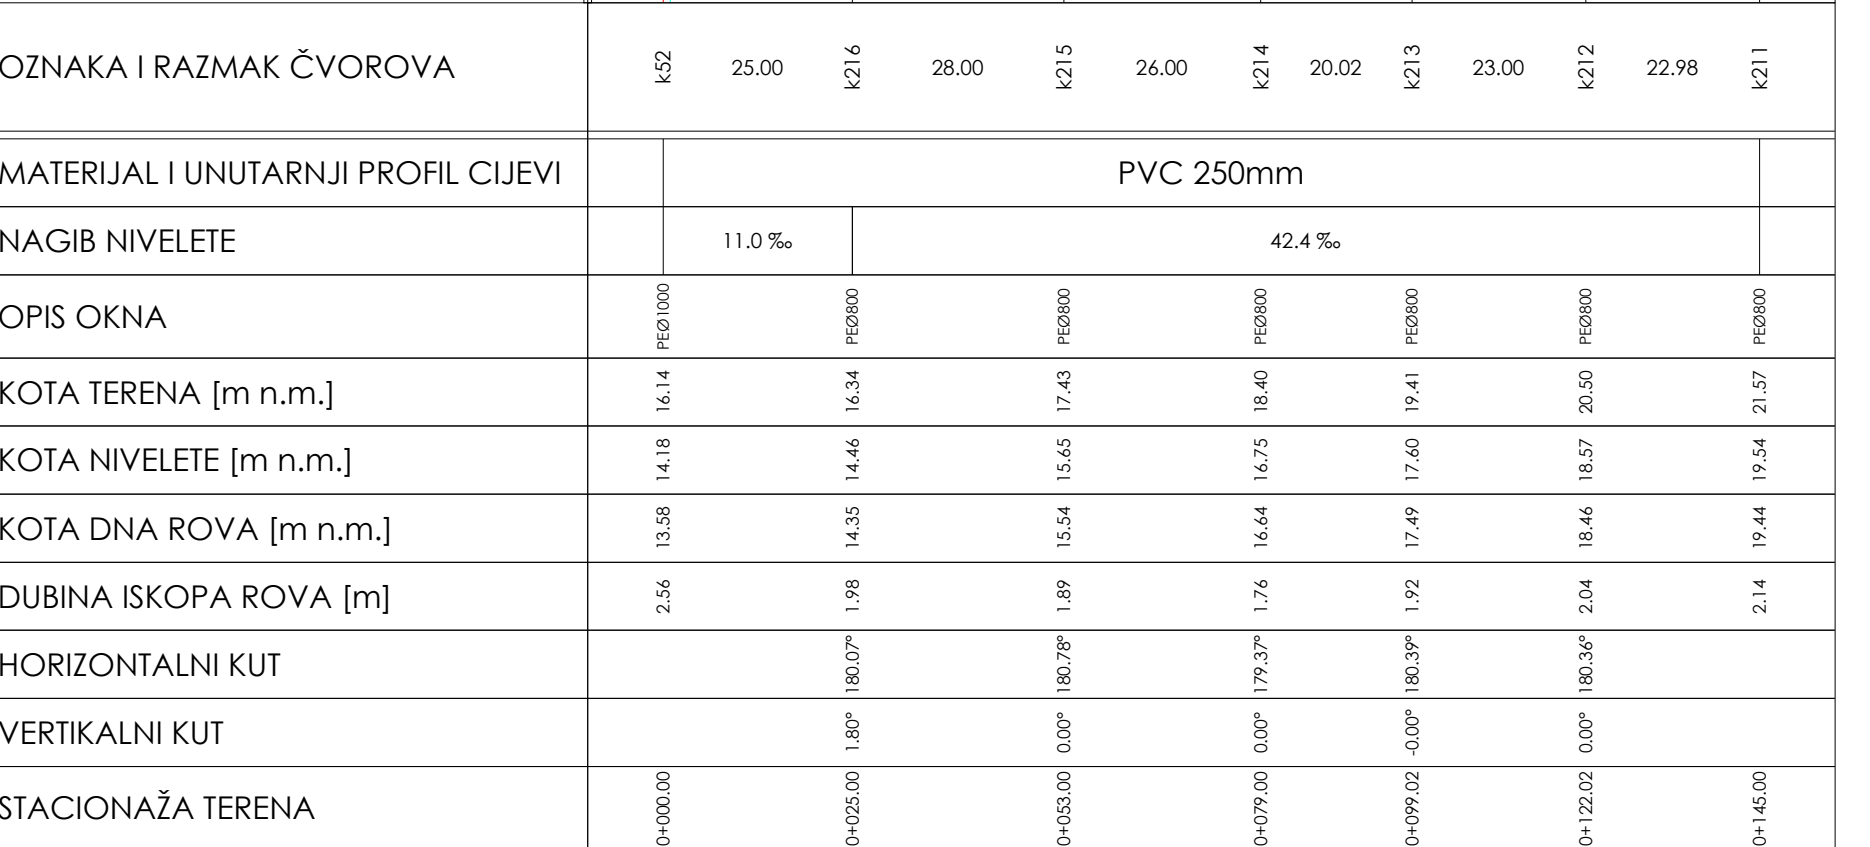 OZNAKA I RAZMAK ČVOROVA k52 25.00 k216 28.00 k215 26.00 k214 20.02 k213 23.00 k212 22.98 k211
MATERIJAL I UNUTARNJI PROFIL CIJEVI PVC 250mm
NAGIB NIVELETE 11.0 ‰ 42.4 ‰
OPIS OKNA PEØ1000 PEØ800 PEØ800 PEØ800 PEØ800 PEØ800 PEØ800
KOTA TERENA [m n.m.] 16.14 16.34 17.43 18.40 19.41 20.50 21.57
KOTA NIVELETE [m n.m.] 14.18 14.46 15.65 16.75 17.60 18.57 19.54
KOTA DNA ROVA [m n.m.] 13.58 14.35 15.54 16.64 17.49 18.46 19.44
DUBINA ISKOPA ROVA [m] 2.56 1.98 1.89 1.76 1.92 2.04 2.14
HORIZONTALNI KUT 180.07° 180.78° 179.37° 180.39° 180.36°
VERTIKALNI KUT 1.80° 0.00° 0.00° -0.00° 0.00°
STACIONAŽA TERENA 0+000.00 0+025.00 0+053.00 0+079.00 0+099.02 0+122.02 0+145.00